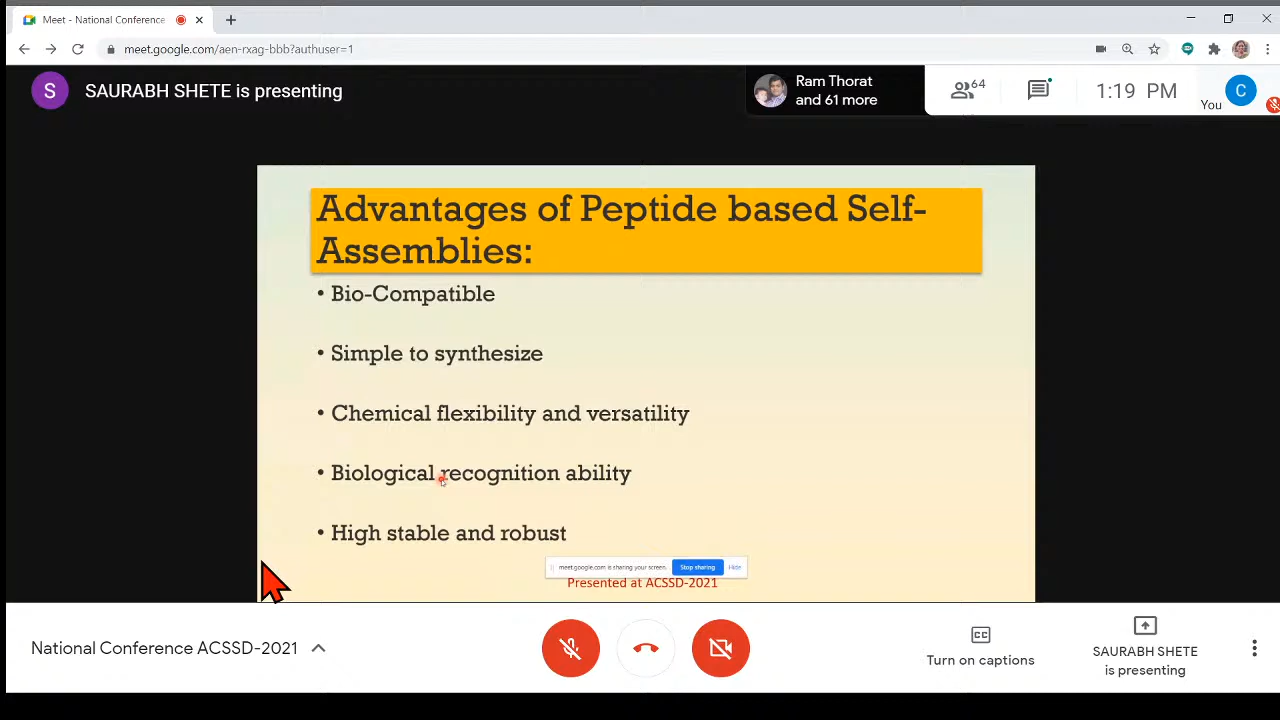 Meet - National Conference
meet.google.com/aen-rxag-bbb?authuser=1
S
SAURABH SHETE is presenting
Ram Thorat
and 61 more
64
1:19 PM
You
C
Advantages of Peptide based Self-
Assemblies:
• Bio-Compatible
• Simple to synthesize
• Chemical flexibility and versatility
• Biological recognition ability
• High stable and robust
meet.google.com is sharing your screen.
Stop sharing
Hide
Presented at ACSSD-2021
National Conference ACSSD-2021
CC
Turn on captions
SAURABH SHETE
is presenting